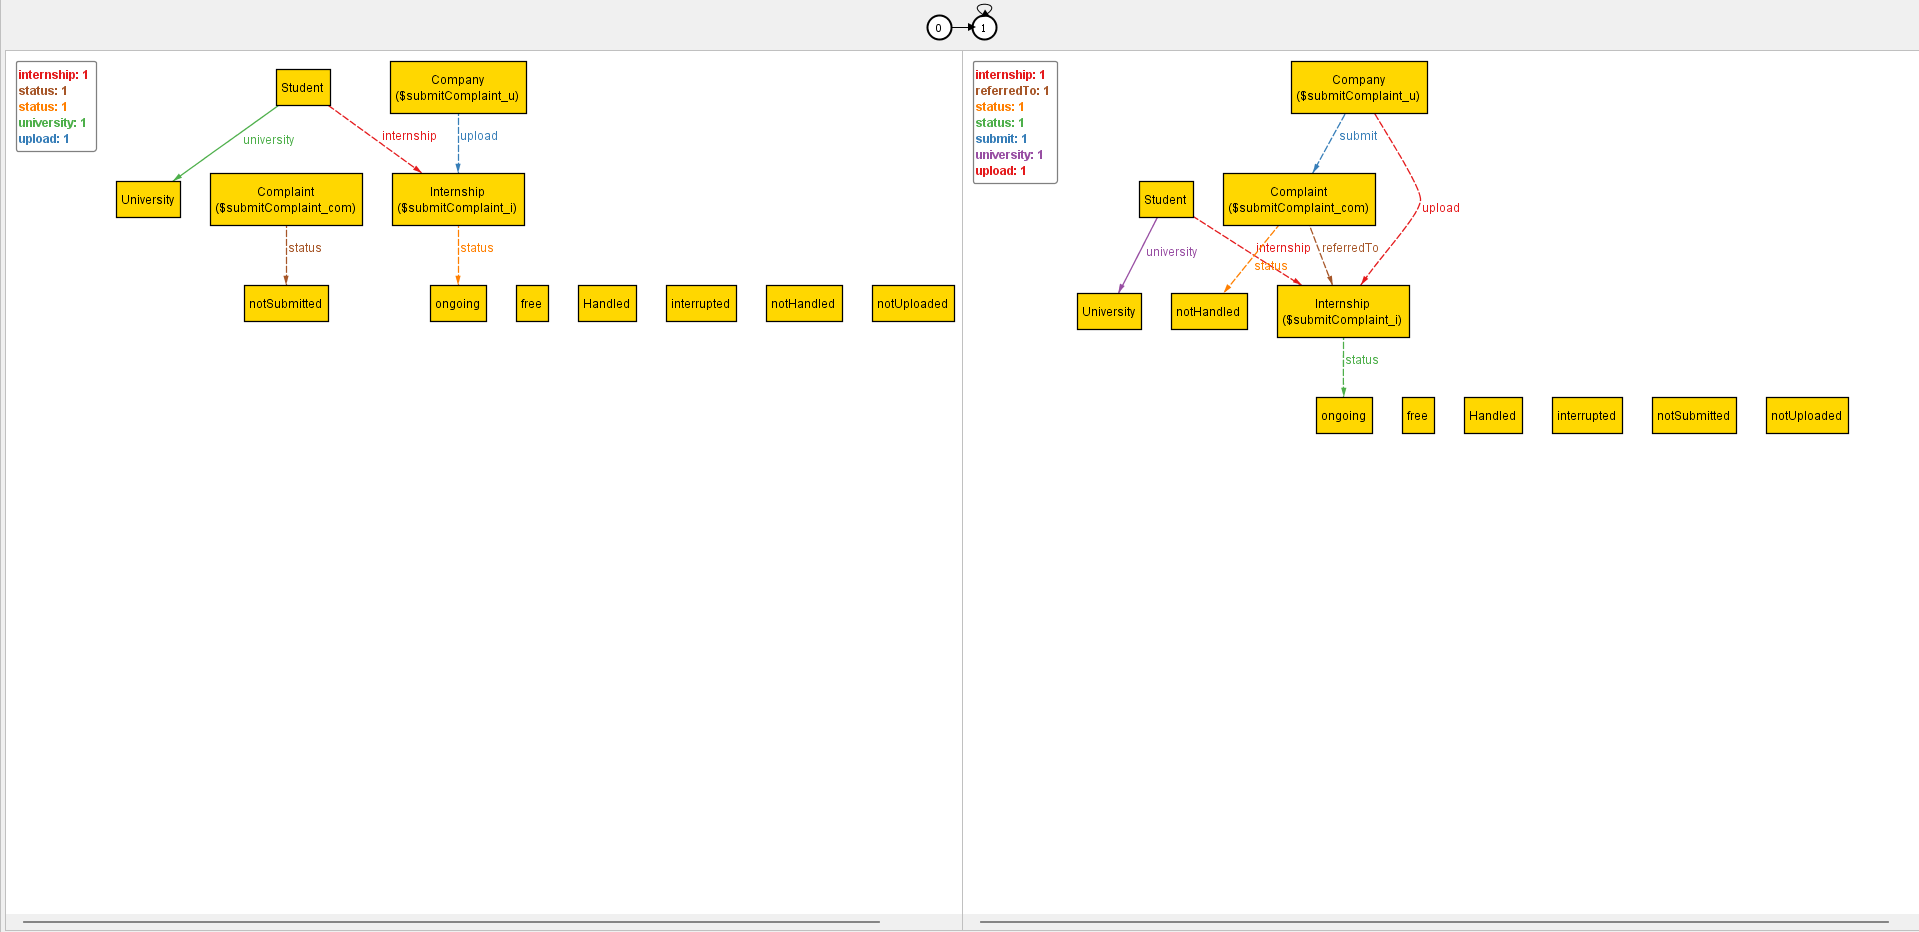 0
1
internship: 1
status: 1
status: 1
university: 1
upload: 1
Student
Company
($submitComplaint_u)
university
internship
upload
University
Complaint
($submitComplaint_com)
Internship
($submitComplaint_i)
status
status
notSubmitted
ongoing
free
Handled
interrupted
notHandled
notUploaded
internship: 1
referredTo: 1
status: 1
status: 1
submit: 1
university: 1
upload: 1
Company
($submitComplaint_u)
submit
Student
Complaint
($submitComplaint_com)
upload
university
internship
referredTo
status
University
notHandled
Internship
($submitComplaint_i)
status
ongoing
free
Handled
interrupted
notSubmitted
notUploaded